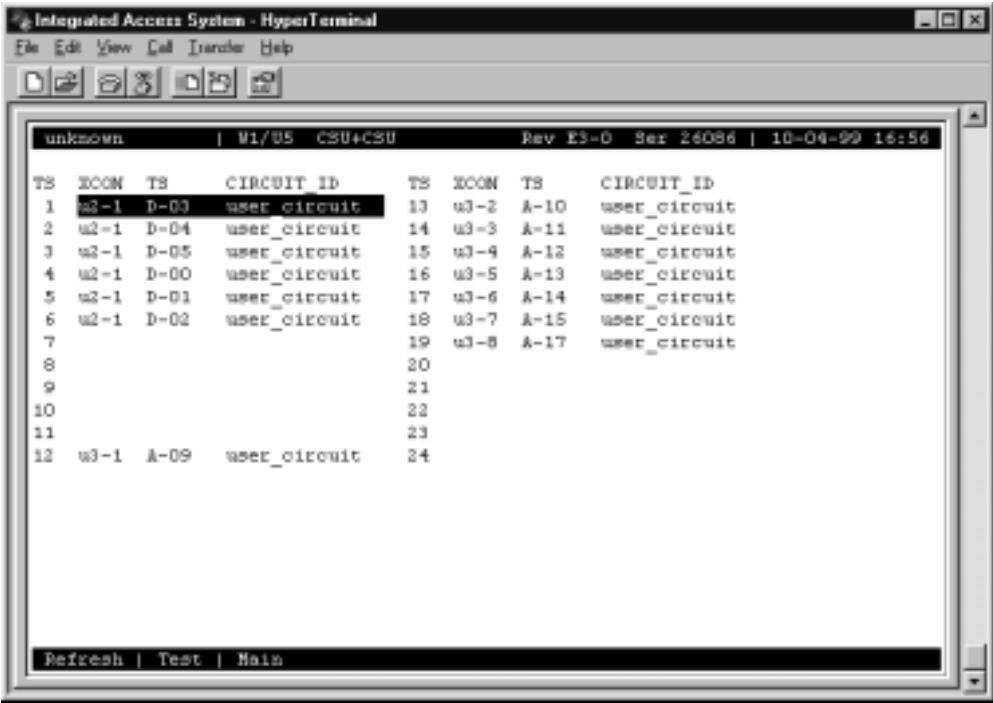 Integrated Access System - HyperTerminal
File Edit View Call Transfer Help
unknown | W1/U5 CSU+CSU Rev E3-0 Ser 26086 | 10-04-99 16:56
TS XCON TS CIRCUIT_ID TS XCON TS CIRCUIT_ID
1 u2-1 D-03 user_circuit 13 u3-2 A-10 user_circuit
2 u2-1 D-04 user_circuit 14 u3-3 A-11 user_circuit
3 u2-1 D-05 user_circuit 15 u3-4 A-12 user_circuit
4 u2-1 D-00 user_circuit 16 u3-5 A-13 user_circuit
5 u2-1 D-01 user_circuit 17 u3-6 A-14 user_circuit
6 u2-1 D-02 user_circuit 18 u3-7 A-15 user_circuit
7 19 u3-8 A-17 user_circuit
8 20
9 21
10 22
11 23
12 u3-1 A-09 user_circuit 24
Refresh | Test | Main